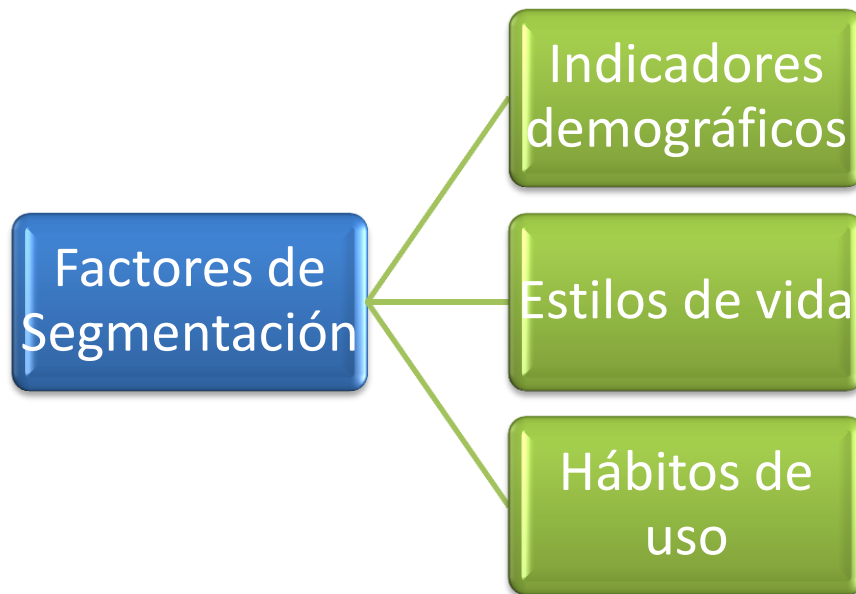 Indicadores
demográficos
Factores de
Segmentación
Estilos de vida
Hábitos de
uso